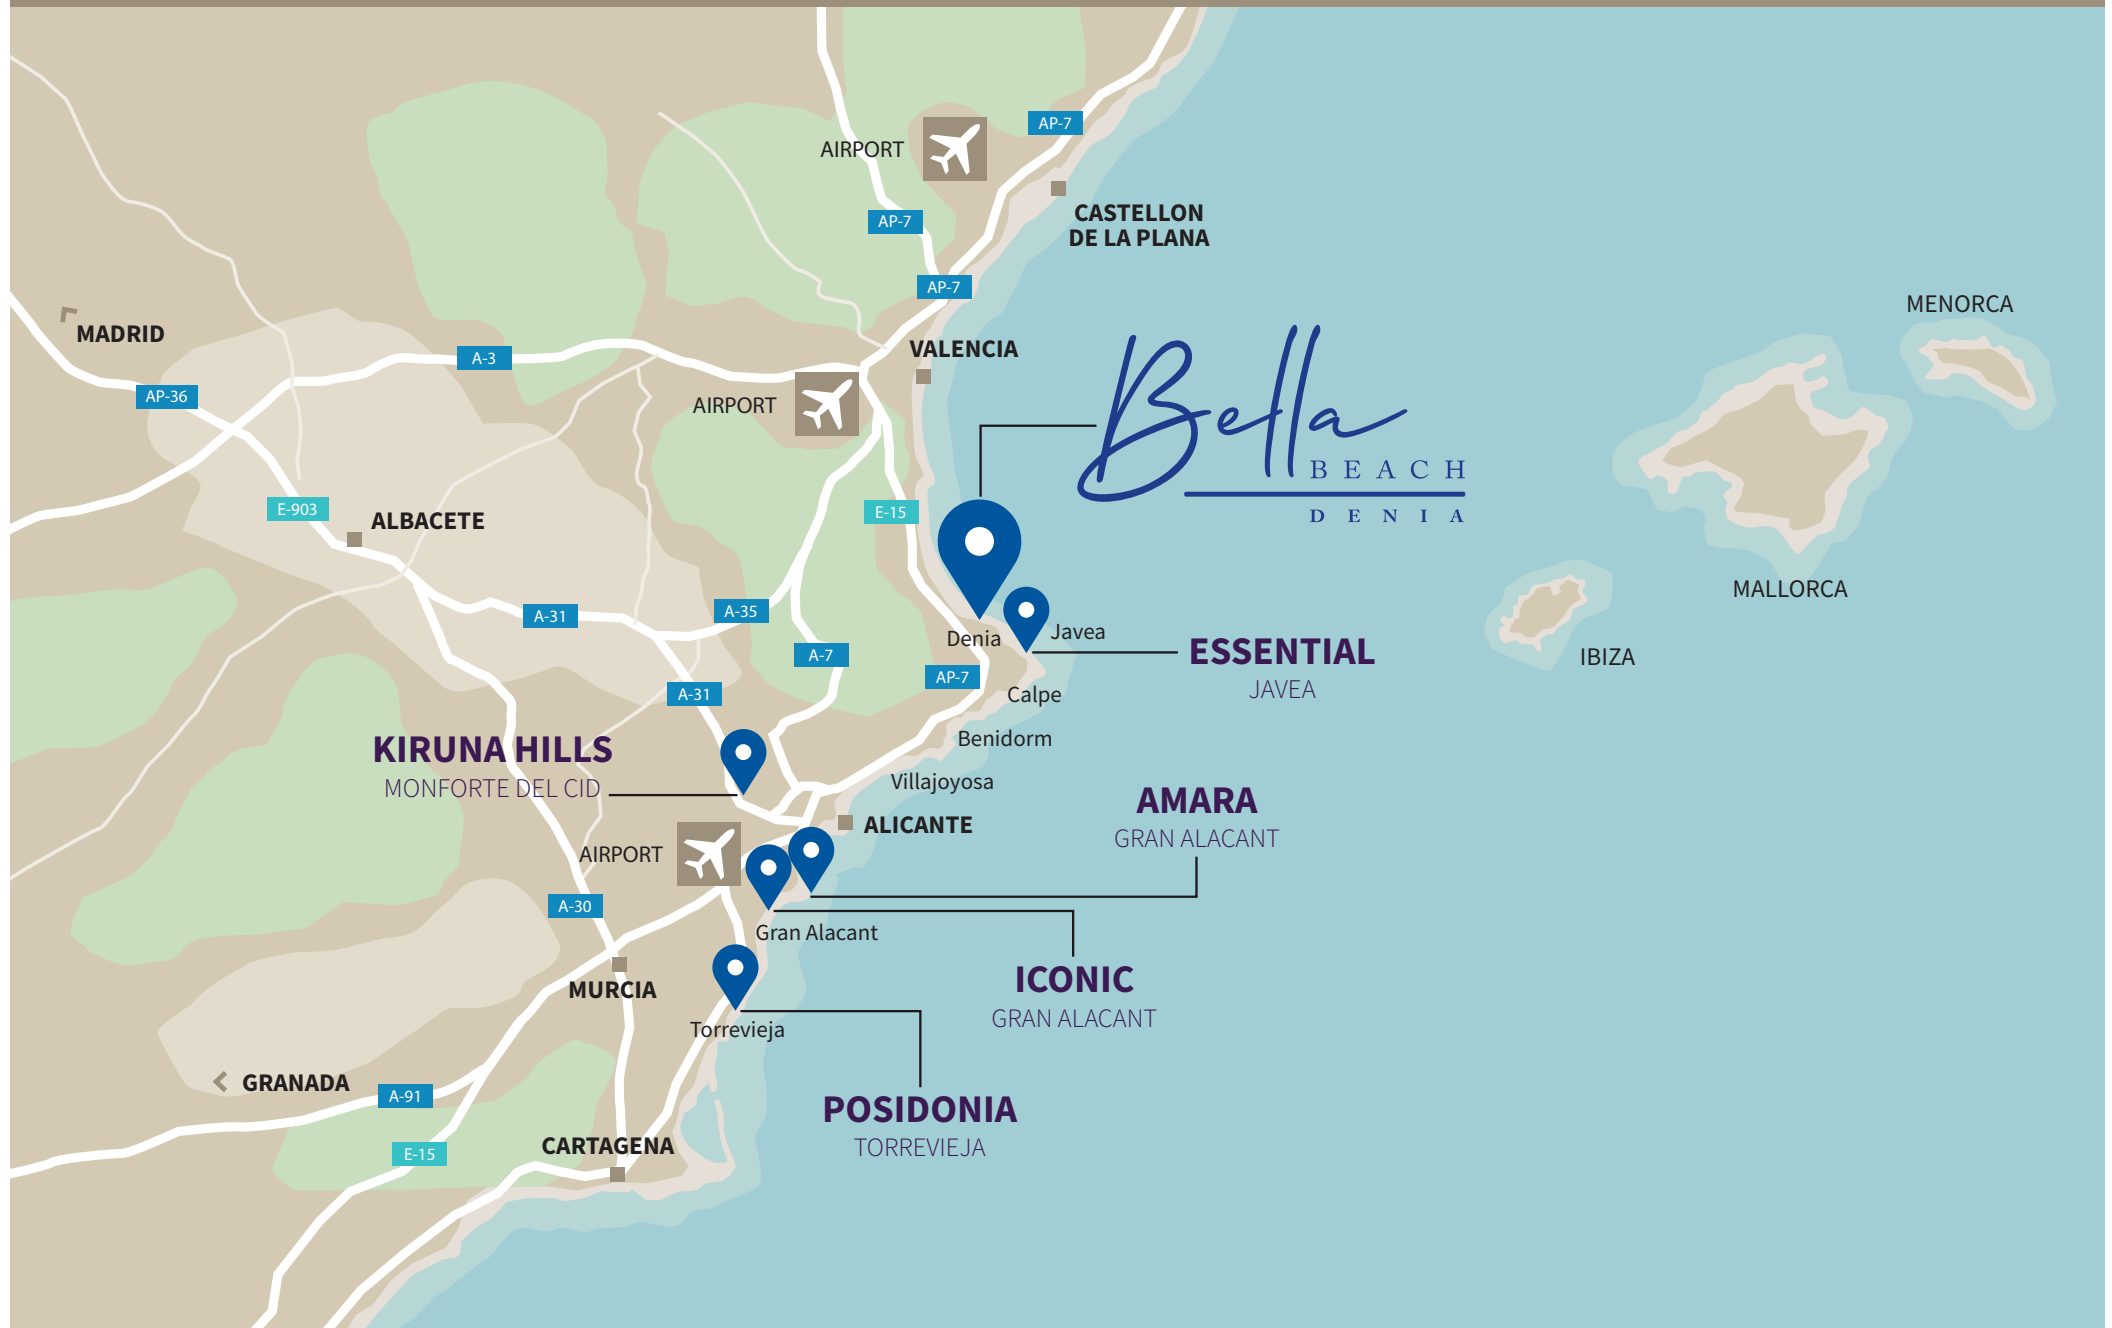 AP-7
AIRPORT
CASTELLON
DE LA PLANA
AP-7
AP-7
MENORCA
MADRID
VALENCIA
A-3
AP-36
AIRPORT
Bella
BEACH
DENIA
E-903
ALBACETE
E-15
MALLORCA
A-31
A-35
Denia
Javea
ESSENTIAL
JAVEA
IBIZA
A-7
AP-7
A-31
Calpe
KIRUNA HILLS
MONFORTE DEL CID
Benidorm
Villajoyosa
AMARA
GRAN ALACANT
ALICANTE
AIRPORT
A-30
Gran Alacant
ICONIC
GRAN ALACANT
MURCIA
Torrevieja
GRANADA
A-91
POSIDONIA
TORREVIEJA
E-15
CARTAGENA